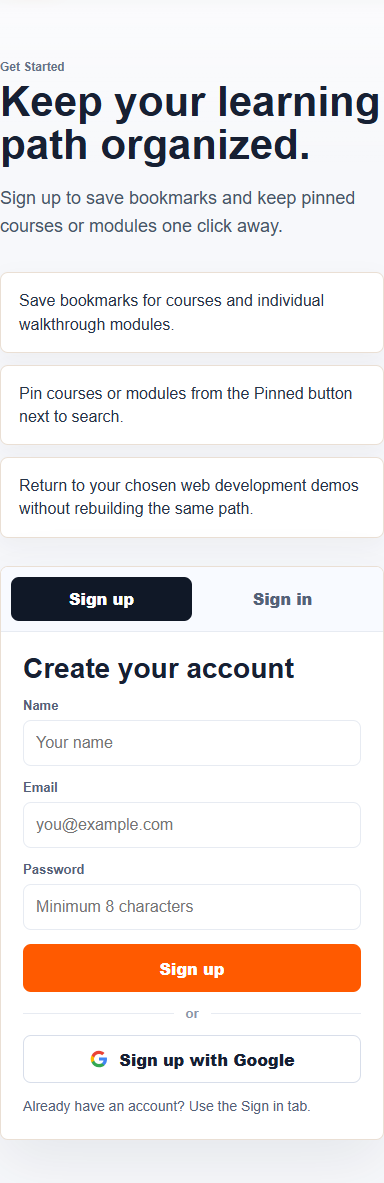 Get Started
Keep your learning
path organized.
Sign up to save bookmarks and keep pinned
courses or modules one click away.
Save bookmarks for courses and individual
walkthrough modules.
Pin courses or modules from the Pinned button
next to search.
Return to your chosen web development demos
without rebuilding the same path.
Sign up
Sign in
Create your account
Name
Your name
Email
you@example.com
Password
Minimum 8 characters
Sign up
or
Sign up with Google
Already have an account? Use the Sign in tab.